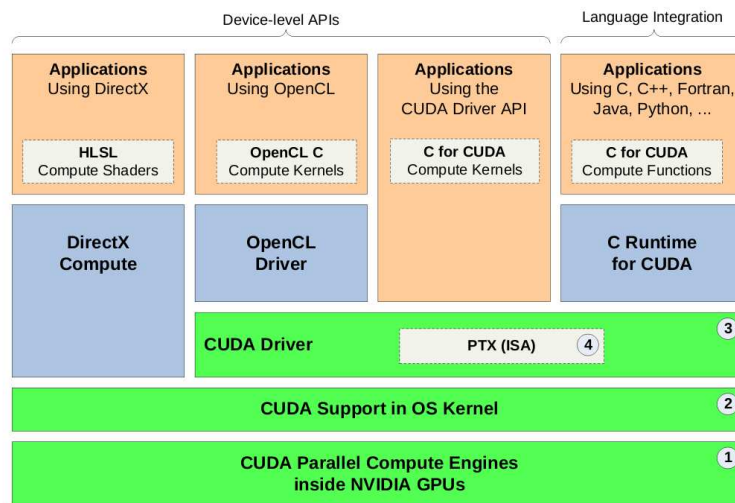 Device-level APIs
Language Integration
Applications
Using DirectX
HLSL
Compute Shaders
Applications
Using OpenCL
OpenCL C
Compute Kernels
Applications
Using the
CUDA Driver API
C for CUDA
Compute Kernels
Applications
Using C, C++, Fortran,
Java, Python, ...
C for CUDA
Compute Functions
DirectX
Compute
OpenCL
Driver
C Runtime
for CUDA
3
CUDA Driver
PTX (ISA)
4
CUDA Support in OS Kernel
2
CUDA Parallel Compute Engines
inside NVIDIA GPUs
1